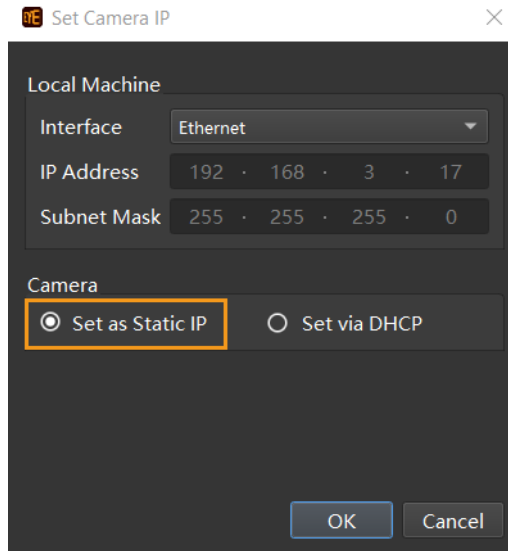 Set Camera IP
Local Machine
Interface Ethernet
IP Address 192 . 168 . 3 . 17
Subnet Mask 255 . 255 . 255 . 0
Camera
Set as Static IP Set via DHCP
OK Cancel